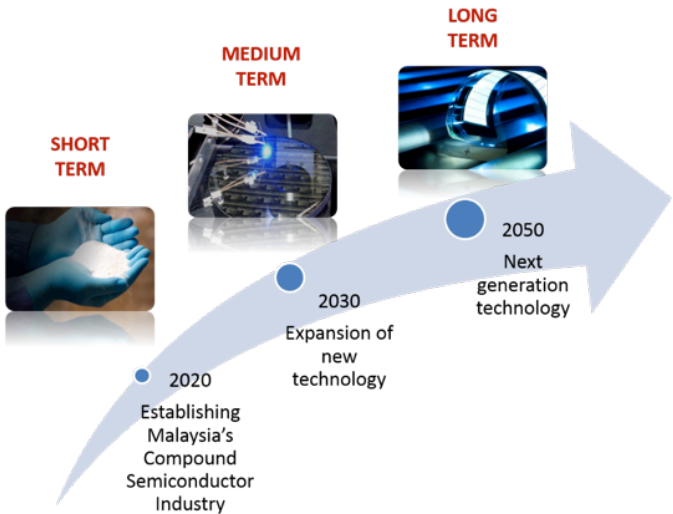 SHORT
TERM
MEDIUM
TERM
LONG
TERM
2020
Establishing
Malaysia's
Compound
Semiconductor
Industry
2030
Expansion of
new
technology
2050
Next
generation
technology